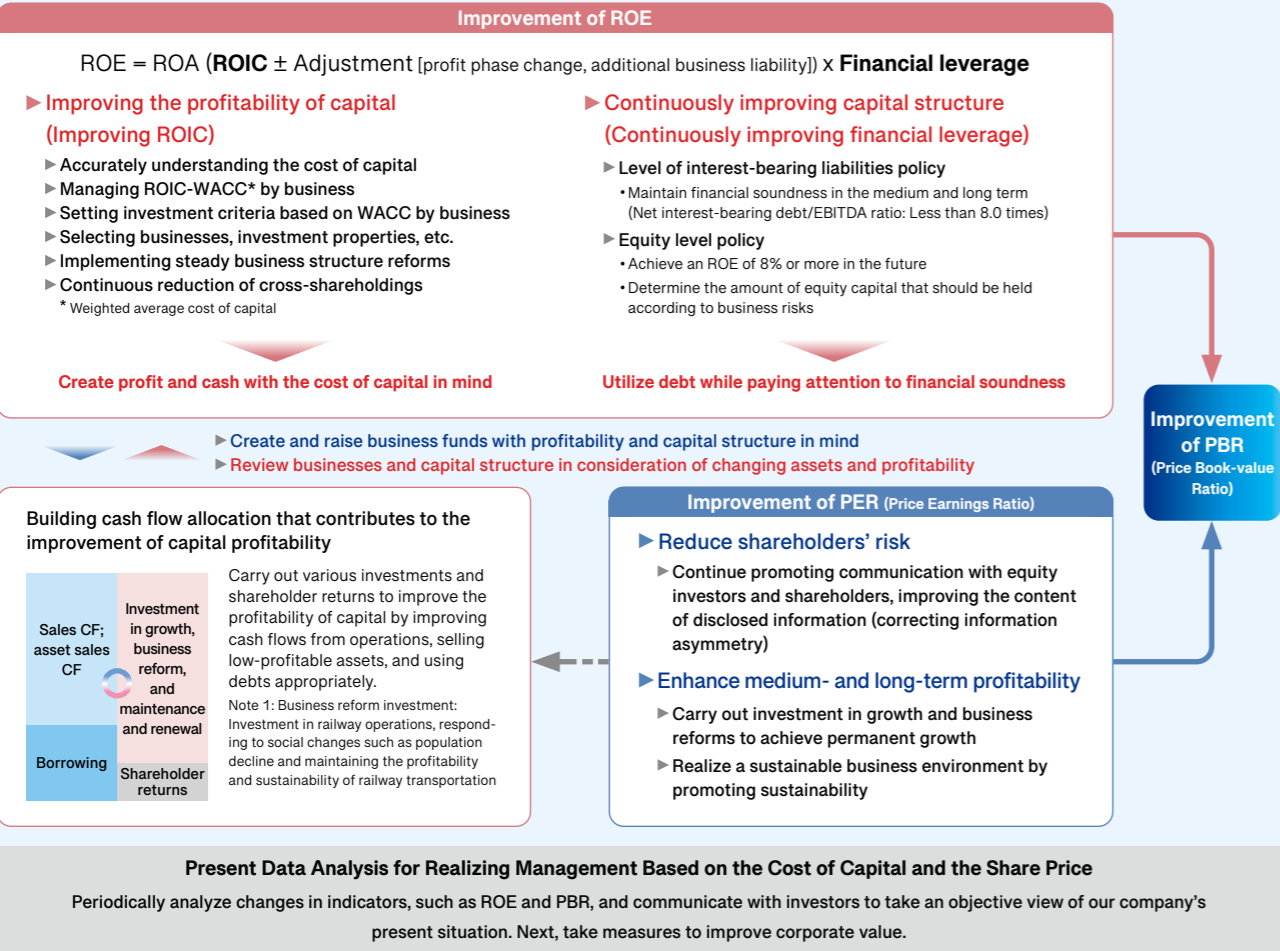 Improvement of ROE
ROE = ROA (ROIC ± Adjustment [profit phase change, additional business liability]) x Financial leverage
Improving the profitability of capital
(Improving ROIC)
Accurately understanding the cost of capital
Managing ROIC-WACC* by business
Setting investment criteria based on WACC by business
Selecting businesses, investment properties, etc.
Implementing steady business structure reforms
Continuous reduction of cross-shareholdings
* Weighted average cost of capital
Create profit and cash with the cost of capital in mind
Continuously improving capital structure
(Continuously improving financial leverage)
Level of interest-bearing liabilities policy
• Maintain financial soundness in the medium and long term
(Net interest-bearing debt/EBITDA ratio: Less than 8.0 times)
Equity level policy
• Achieve an ROE of 8% or more in the future
• Determine the amount of equity capital that should be held
according to business risks
Utilize debt while paying attention to financial soundness
Improvement
of PBR
(Price Book-value
Ratio)
Create and raise business funds with profitability and capital structure in mind
Review businesses and capital structure in consideration of changing assets and profitability
Building cash flow allocation that contributes to the
improvement of capital profitability
Sales CF;
asset sales
CF
Borrowing
Investment
in growth,
business
reform,
and
maintenance
and renewal
Shareholder
returns
Carry out various investments and
shareholder returns to improve the
profitability of capital by improving
cash flows from operations, selling
low-profitable assets, and using
debts appropriately.
Note 1: Business reform investment:
Investment in railway operations, respond-
ing to social changes such as population
decline and maintaining the profitability
and sustainability of railway transportation
Improvement of PER (Price Earnings Ratio)
Reduce shareholders’ risk
Continue promoting communication with equity
investors and shareholders, improving the content
of disclosed information (correcting information
asymmetry)
Enhance medium- and long-term profitability
Carry out investment in growth and business
reforms to achieve permanent growth
Realize a sustainable business environment by
promoting sustainability
Present Data Analysis for Realizing Management Based on the Cost of Capital and the Share Price
Periodically analyze changes in indicators, such as ROE and PBR, and communicate with investors to take an objective view of our company’s
present situation. Next, take measures to improve corporate value.